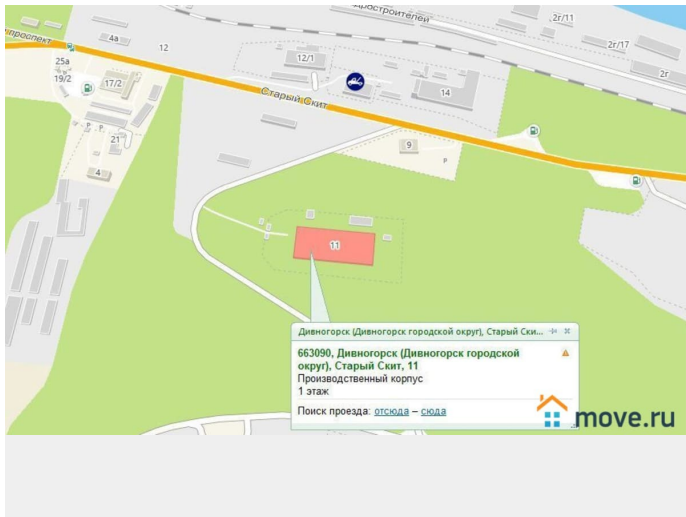 дростроителей
проспект
4а
12
25а
19/2
17/2
12/1
2г/11
2г/17
2г
14
Старый Скит
P
P
21
4
9
P
11
Дивногорск (Дивногорск городской округ), Старый Ски...
663090, Дивногорск (Дивногорск городской
округ), Старый Скит, 11
Производственный корпус
1 этаж
Поиск проезда: отсюда – сюда
move.ru